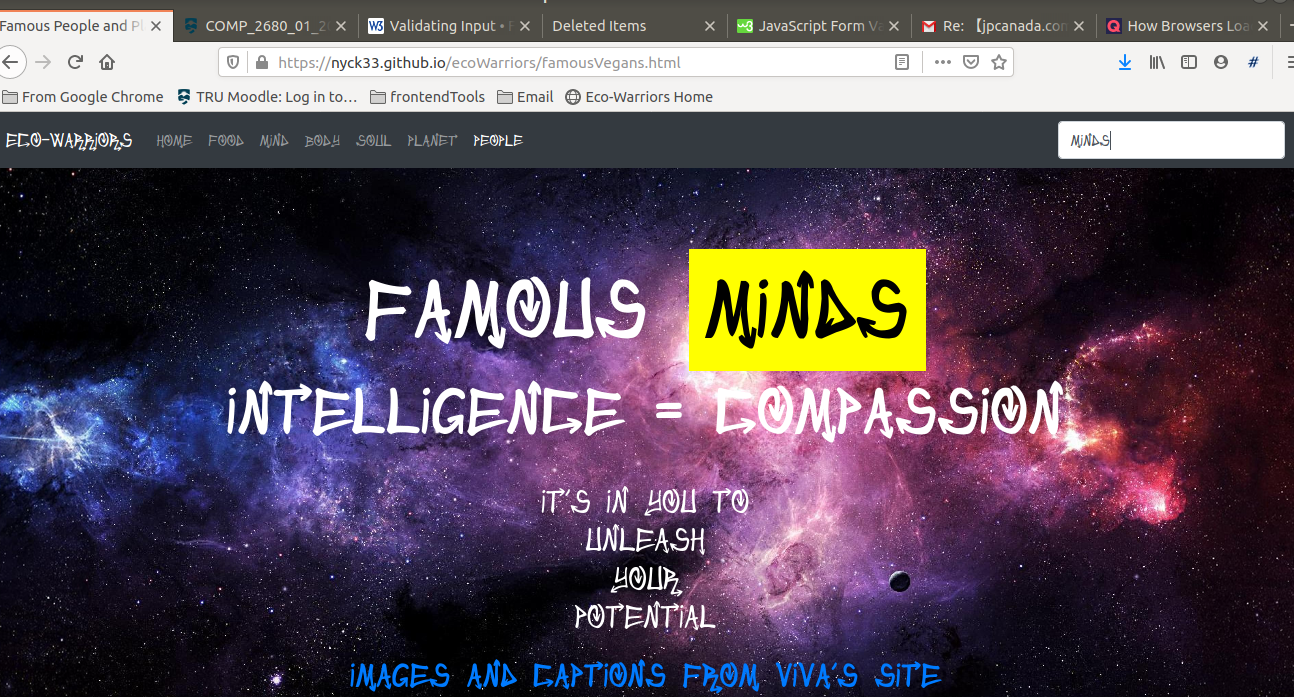 Famous People and Pl
COMP_2680_01_2
Validating Input • F
Deleted Items
JavaScript Form Va
Re: 【jpcanada.com
How Browsers Loa
https://nyck33.github.io/ecoWarriors/famousVegans.html
From Google Chrome
TRU Moodle: Log in to…
frontendTools
Email
Eco-Warriors Home
ECO-WARRIORS
HOME
FOOD
MIND
BODY
SOUL
PLANET
PEOPLE
MINDS
FAMOUS MINDS
INTELLIGENCE = COMPASSION
IT'S IN YOU TO
UNLEASH
YOUR
POTENTIAL
IMAGES AND CAPTIONS FROM VIVA'S SITE